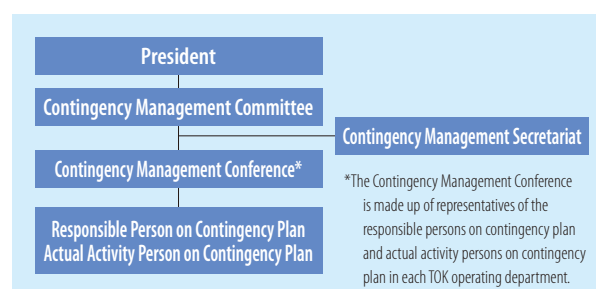 President
Contingency Management Committee
Contingency Management Secretariat
Contingency Management Conference*
Responsible Person on Contingency Plan
Actual Activity Person on Contingency Plan
*The Contingency Management Conference
is made up of representatives of the
responsible persons on contingency plan
and actual activity persons on contingency
plan in each TOK operating department.